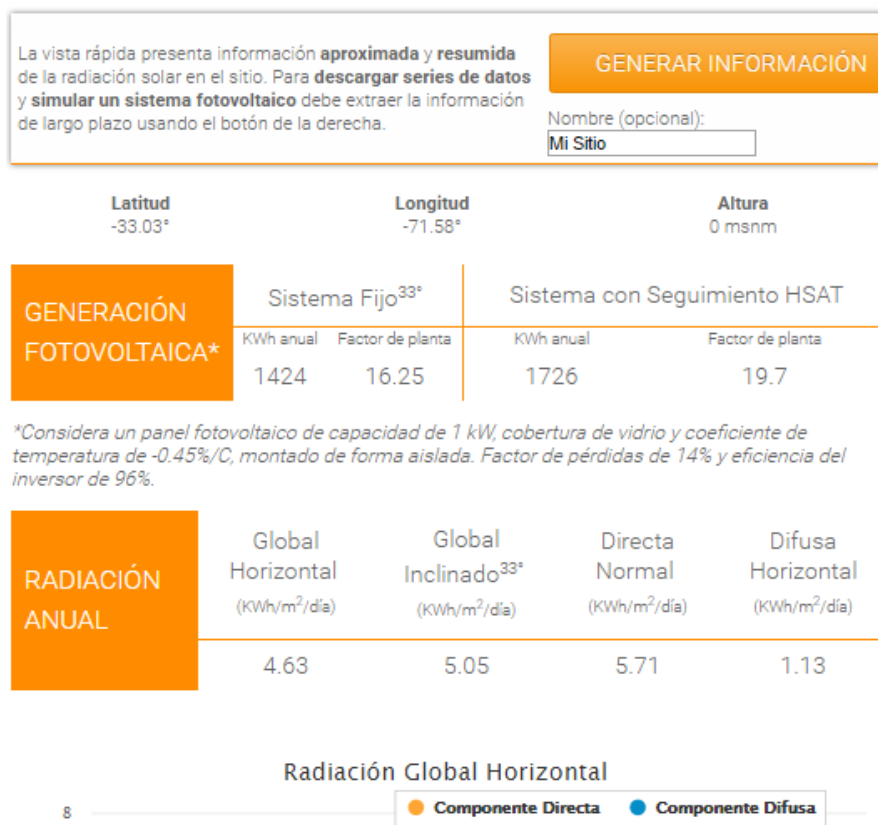 La vista rápida presenta información aproximada y resumida
de la radiación solar en el sitio. Para descargar series de datos
y simular un sistema fotovoltaico debe extraer la información
de largo plazo usando el botón de la derecha.
GENERAR INFORMACIÓN
Nombre (opcional):
Mi Sitio
Latitud Longitud Altura
-33.03° -71.58° 0 msnm
GENERACIÓN
FOTOVOLTAICA*
Sistema Fijo33° Sistema con Seguimiento HSAT
KWh anual Factor de planta KWh anual Factor de planta
1424 16.25 1726 19.7
*Considera un panel fotovoltaico de capacidad de 1 kW, cobertura de vidrio y coeficiente de
temperatura de -0.45%/C, montado de forma aislada. Factor de pérdidas de 14% y eficiencia del
inversor de 96%.
RADIACIÓN
ANUAL
Global Global Directa Difusa
Horizontal Inclinado33° Normal Horizontal
(KWh/m2/día) (KWh/m2/día) (KWh/m2/día) (KWh/m2/día)
4.63 5.05 5.71 1.13
Radiación Global Horizontal
8
Componente Directa Componente Difusa